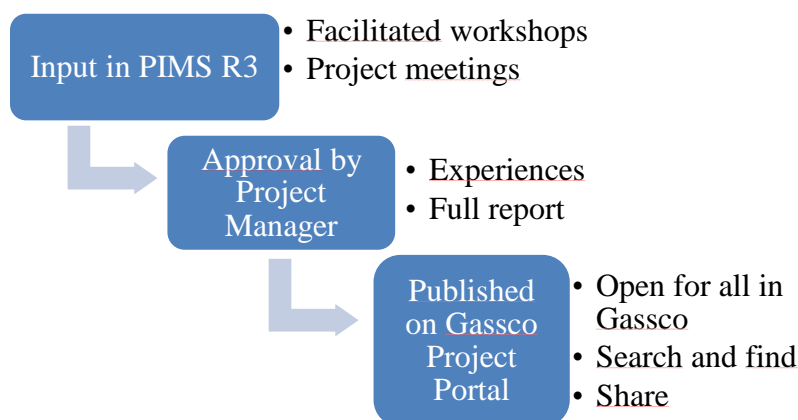 Input in PIMS R3
• Facilitated workshops
• Project meetings
Approval by
Project
Manager
• Experiences
• Full report
Published
on Gassco
Project
Portal
• Open for all in
Gassco
• Search and find
• Share